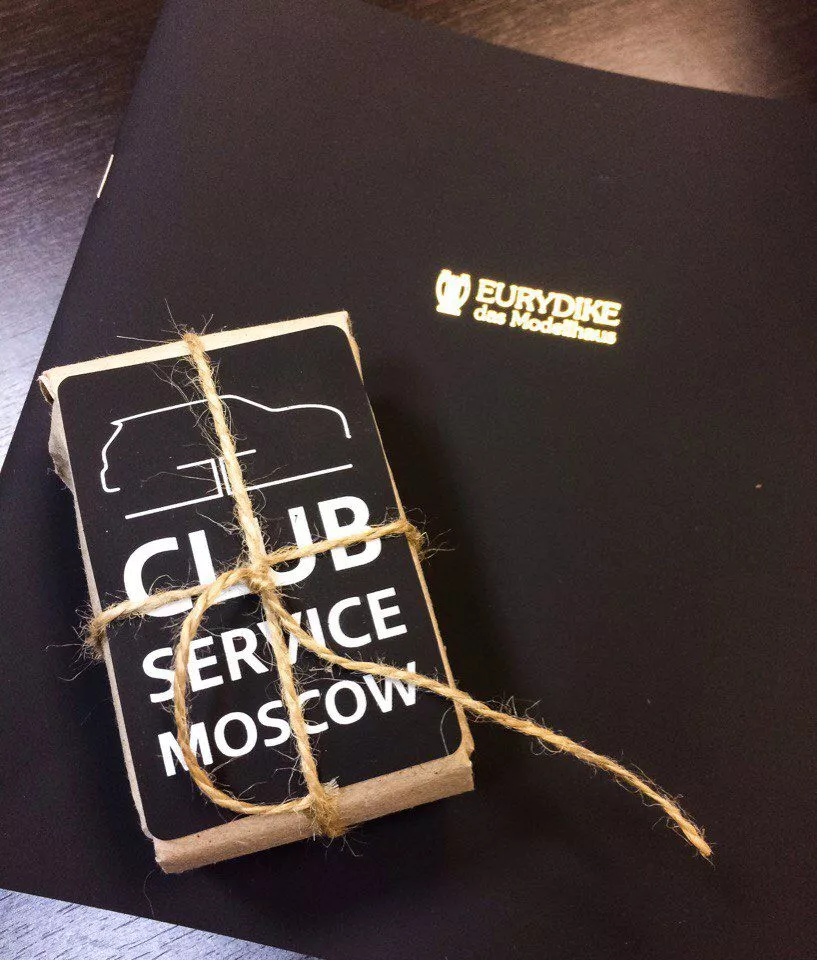 EURYDIKE
das Modellhaus
CLUB
SERVICE
MOSCOW